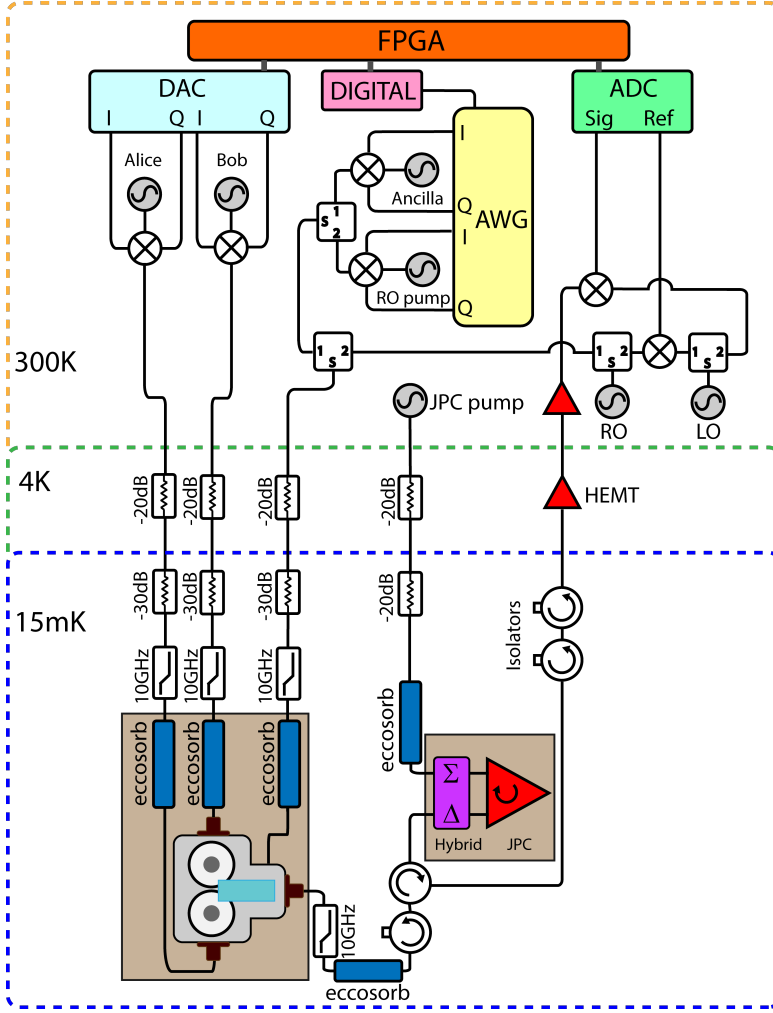 FPGA
DAC
DIGITAL
ADC
I Q I Q
Sig Ref
Alice
Bob
I
Ancilla
Q
AWG
I
RO pump
Q
S 1 2
1 S 2
1 2 S
1 2 S
300K
JPC pump
RO
LO
4K
-20dB
-20dB
-20dB
-20dB
HEMT
15mK
-30dB
-30dB
-30dB
-20dB
Isolators
10GHz
10GHz
10GHz
eccosorb
eccosorb
eccosorb
eccosorb
Σ
Δ
Hybrid
JPC
10GHz
eccosorb